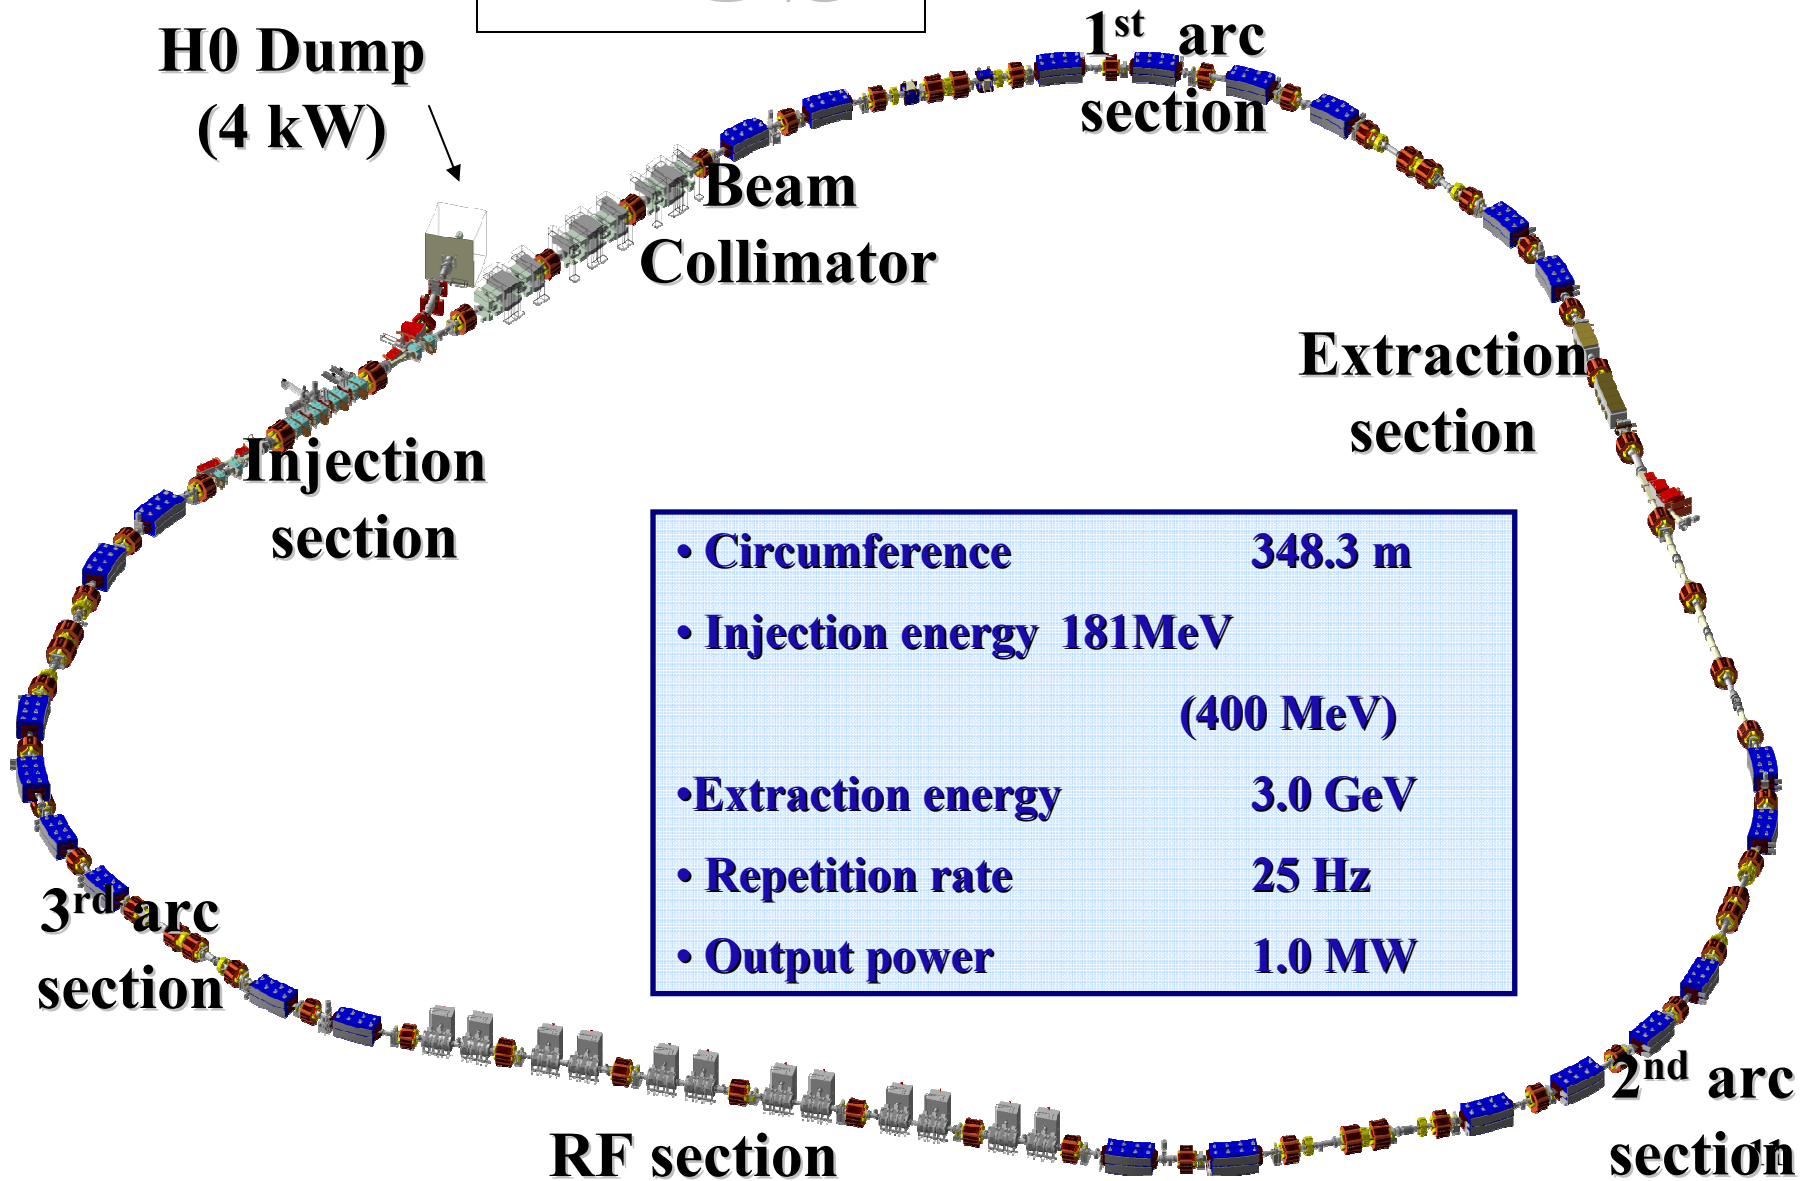 H0 Dump
(4 kW)
1st arc
section
Beam
Collimator
Extraction
section
Injection
section
• Circumference 348.3 m
• Injection energy 181MeV
(400 MeV)
•Extraction energy 3.0 GeV
• Repetition rate 25 Hz
• Output power 1.0 MW
3rd arc
section
RF section
2nd arc
section